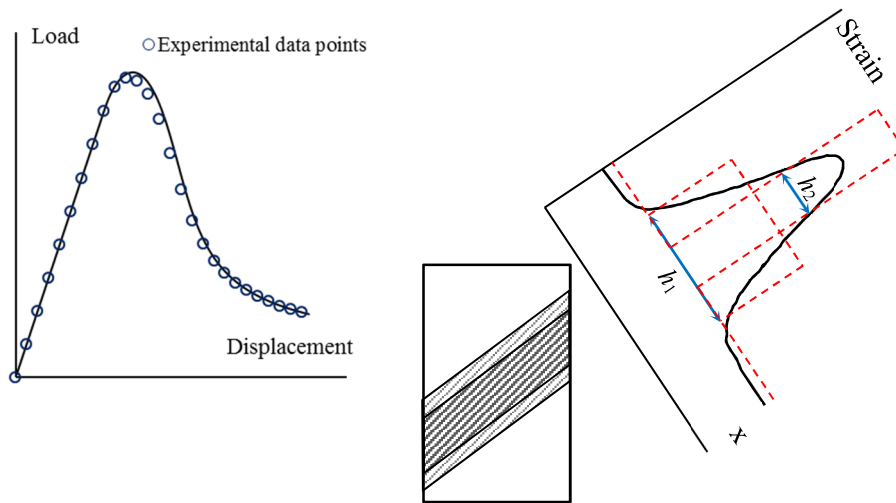 Load
Experimental data points
Displacement
Strain
h2
h1
x